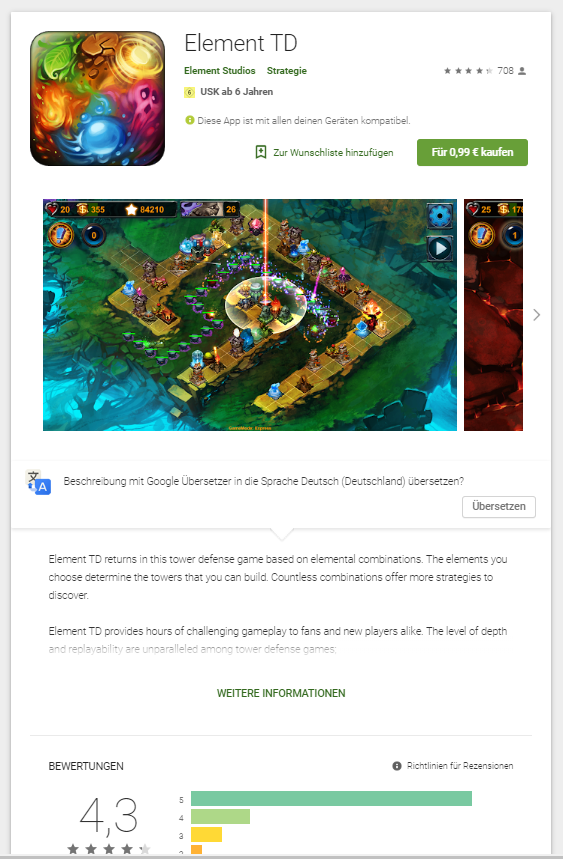 Element TD
Element Studios Strategie
708
6 USK ab 6 Jahren
Diese App ist mit allen deinen Geräten kompatibel.
Zur Wunschliste hinzufügen
Für 0,99 € kaufen
20 355 84210 26
0
25 178
1
Beschreibung mit Google Übersetzer in die Sprache Deutsch (Deutschland) übersetzen?
文 A
Übersetzen
Element TD returns in this tower defense game based on elemental combinations. The elements you
choose determine the towers that you can build. Countless combinations offer more strategies to
discover.
Element TD provides hours of challenging gameplay to fans and new players alike. The level of depth
and replayability are unparalleled among tower defense games;
WEITERE INFORMATIONEN
BEWERTUNGEN
Richtlinien für Rezensionen
4,3
5
4
3